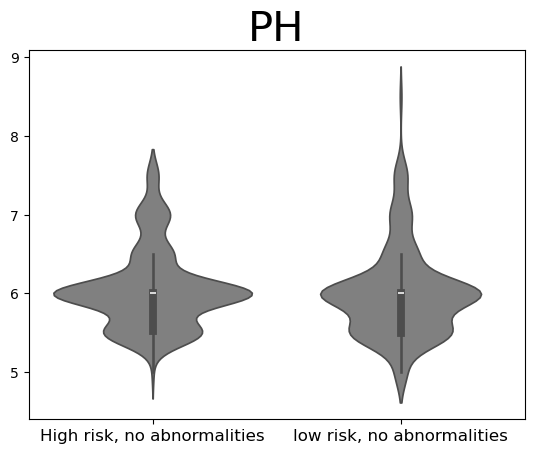 PH
9
8
7
6
5
High risk, no abnormalities
low risk, no abnormalities